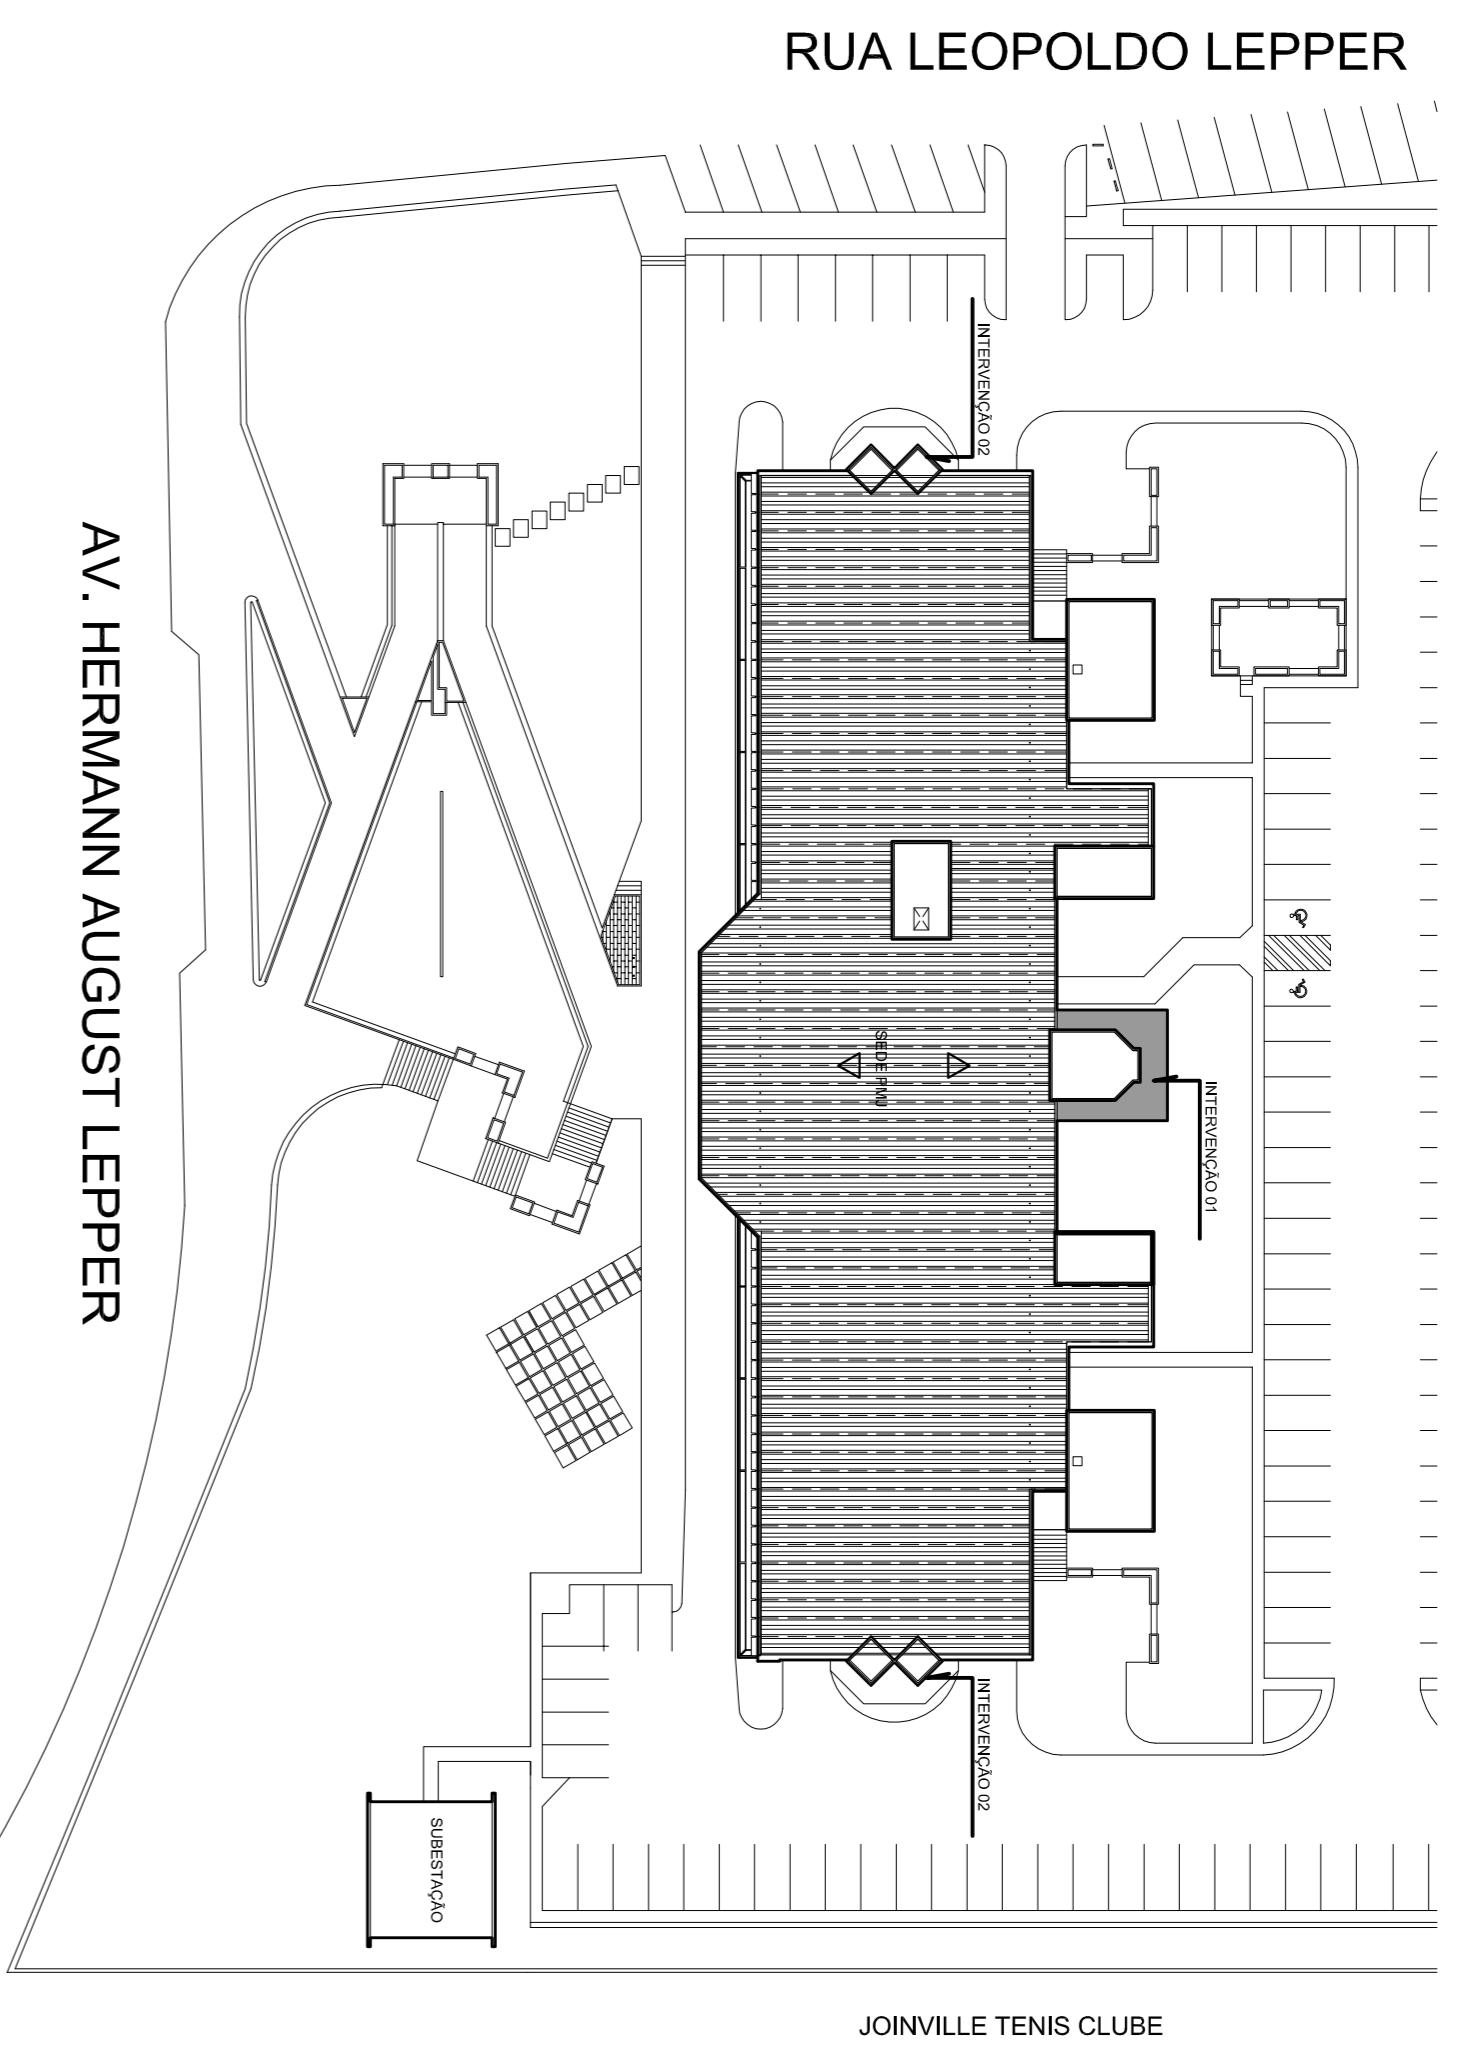 RUA LEOPOLDO LEPPER
INTERVENÇÃO 02
AV. HERMANN AUGUST LEPPER
SEDE PMJ
INTERVENÇÃO 01
INTERVENÇÃO 02
SUBESTAÇÃO
JOINVILLE TENIS CLUBE